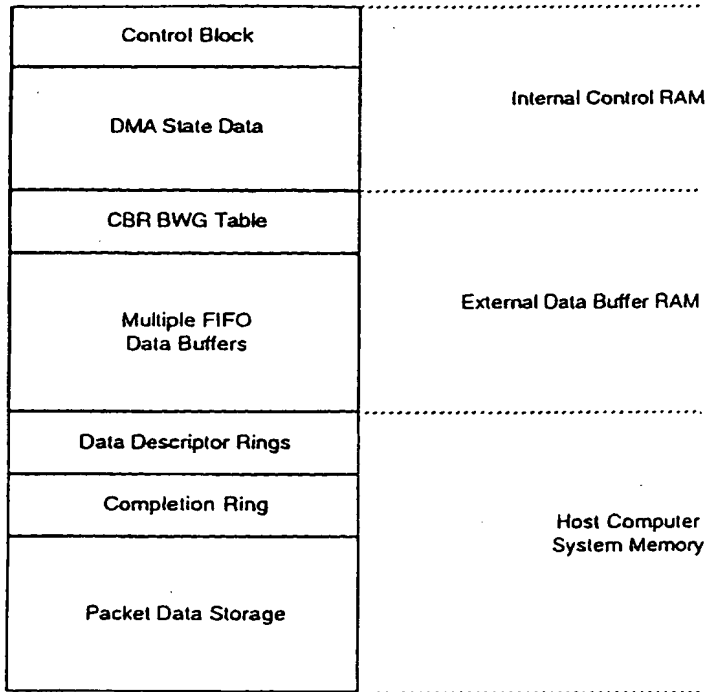 Control Block
Internal Control RAM
DMA State Data
CBR BWG Table
External Data Buffer RAM
Multiple FIFO
Data Buffers
Data Descriptor Rings
Completion Ring
Host Computer
System Memory
Packet Data Storage